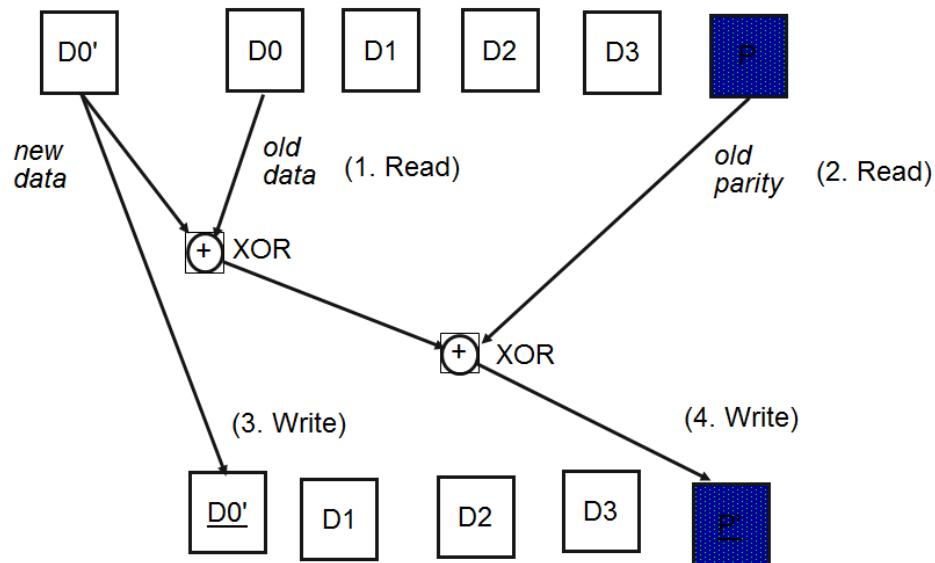 D0' D0 D1 D2 D3 P
new
data
old
data
(1. Read)
old
parity
(2. Read)
+ XOR
+ XOR
(3. Write)
(4. Write)
D0' D1 D2 D3 P'